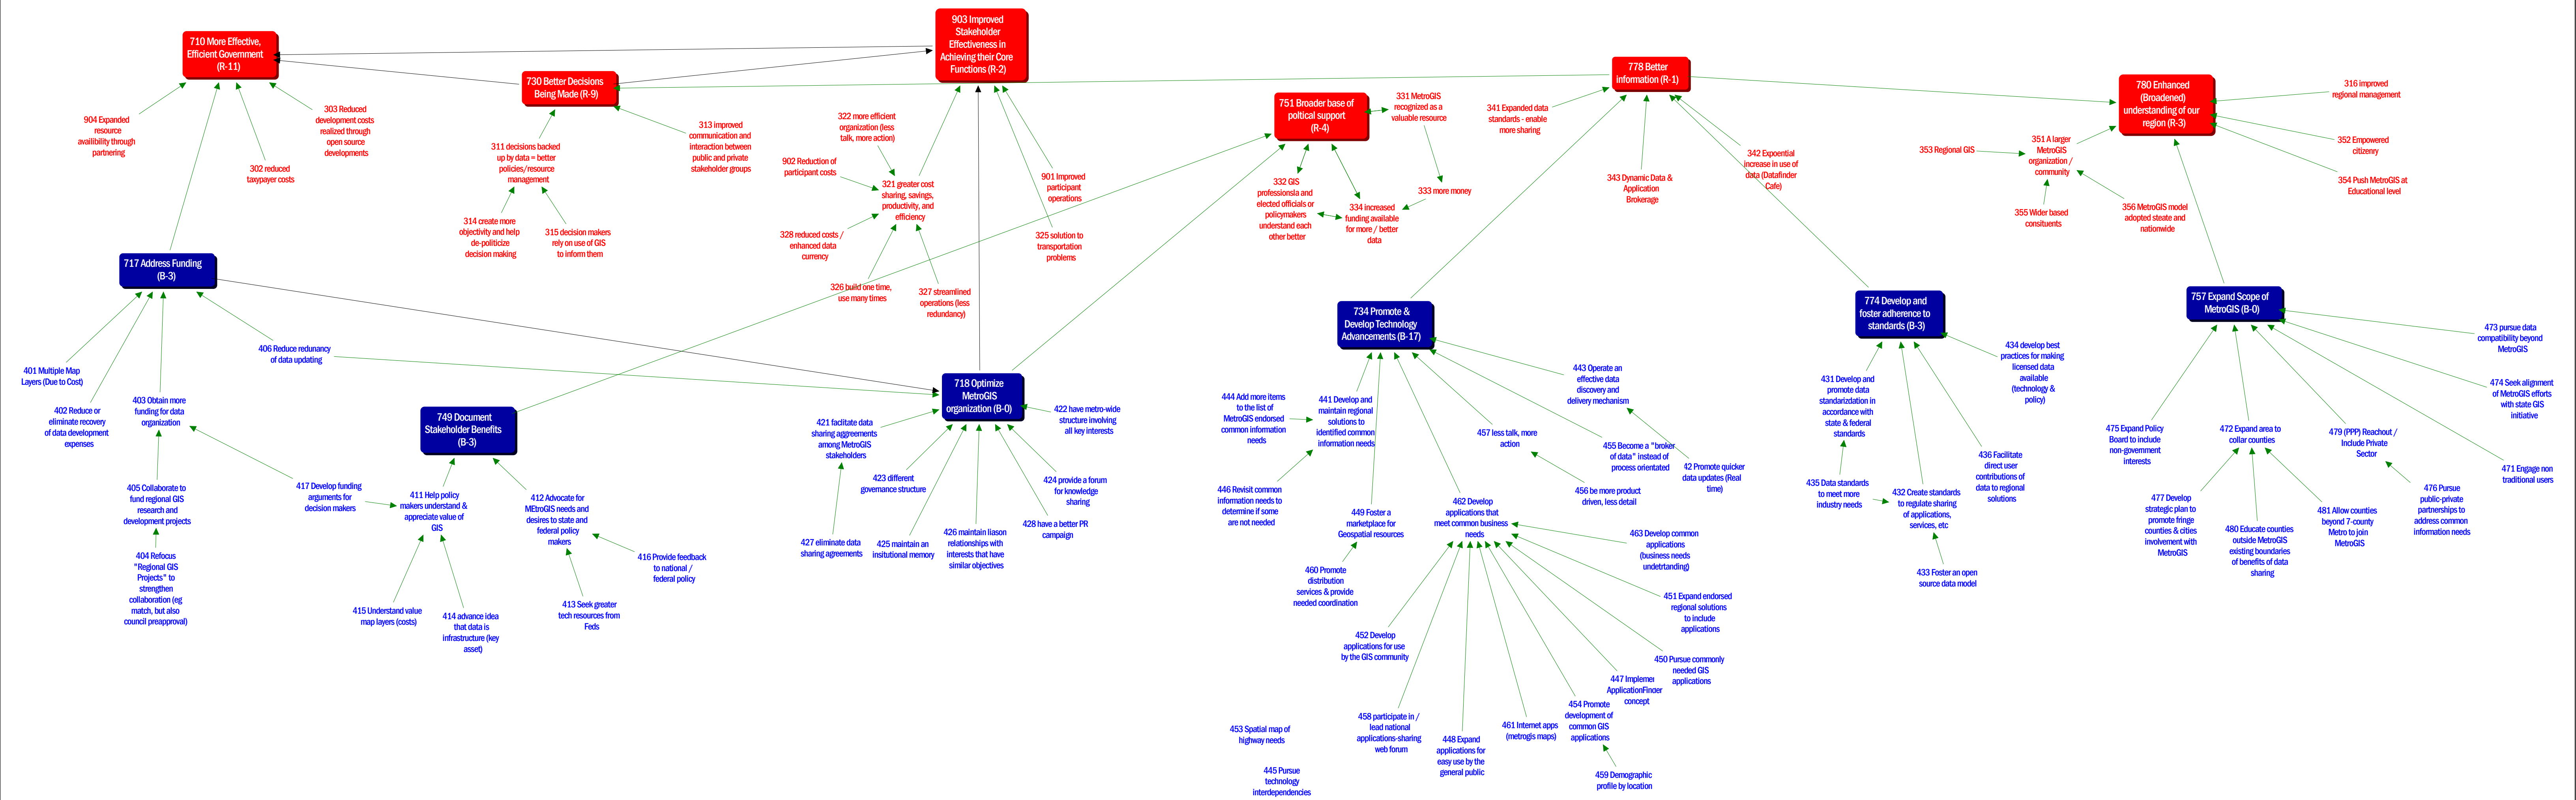 903 Improved
Stakeholder
Effectiveness in
Achieving their Core
Functions (R-2)
710 More Effective,
Efficient Government
(R-11)
730 Better Decisions
Being Made (R-9)
778 Better
information (R-1)
751 Broader base of
poltical support
(R-4)
780 Enhanced
(Broadened)
understanding of our
region (R-3)
904 Expanded
resource
availibility through
partnering
302 reduced
taxpayer costs
303 Reduced
development costs
realized through
open source
developments
311 decisions backed
up by data = better
policies/resource
management
313 improved
communication and
interaction between
public and private
stakeholder groups
314 create more
objectivity and help
de-politicize
decision making
315 decision makers
rely on use of GIS
to inform them
322 more efficient
organization (less
talk, more action)
902 Reduction of
participant costs
321 greater cost
sharing, savings,
productivity, and
efficiency
328 reduced costs /
enhanced data
currency
326 build one time,
use many times
327 streamlined
operations (less
redundancy)
901 Improved
participant
operations
325 solution to
transportation
problems
331 MetroGIS
recognized as a
valuable resource
332 GIS
professionsla and
elected officials or
policymakers
understand each
other better
334 increased
funding available
for more / better
data
333 more money
341 Expanded data
standards - enable
more sharing
343 Dynamic Data &
Application
Brokerage
342 Expoential
increase in use of
data (Datafinder
Cafe)
316 improved
regional management
353 Regional GIS
351 A larger
MetroGIS
organization /
community
352 Empowered
citizenry
354 Push MetroGIS at
Educational level
355 Wider based
consituents
356 MetroGIS model
adopted steate and
nationwide
717 Address Funding
(B-3)
406 Reduce redunancy
of data updating
401 Multiple Map
Layers (Due to Cost)
402 Reduce or
eliminate recovery
of data development
expenses
403 Obtain more
funding for data
organization
405 Collaborate to
fund regional GIS
research and
development projects
404 Refocus
"Regional GIS
Projects" to
strengthen
collaboration (eg
match, but also
council preapproval)
417 Develop funding
arguments for
decision makers
749 Document
Stakeholder Benefits
(B-3)
411 Help policy
makers understand &
appreciate value of
GIS
412 Advocate for
MEtroGIS needs and
desires to state and
federal policy
makers
416 Provide feedback
to national /
federal policy
415 Understand value
map layers (costs)
414 advance idea
that data is
infrastructure (key
asset)
413 Seek greater
tech resources from
Feds
718 Optimize
MetroGIS
organization (B-0)
421 faclitate data
sharing aggreements
among MetroGIS
stakeholders
422 have metro-wide
structure involving
all key interests
423 different
governance structure
424 provide a forum
for knowledge
sharing
427 eliminate data
sharing agreements
425 maintain an
insitutional memory
426 maintain liason
relationships with
interests that have
similar objectives
428 have a better PR
campaign
734 Promote &
Develop Technology
Advancements (B-17)
444 Add more items
to the list of
MetroGIS endorsed
common information
needs
441 Develop and
maintain regional
solutions to
identified common
information needs
443 Operate an
effective data
discovery and
delivery mechanism
457 less talk, more
action
455 Become a "broker
of data" instead of
process orientated
42 Promote quicker
data updates (Real
time)
446 Revisit common
information needs to
determine if some
are not needed
449 Foster a
marketplace for
Geospatial resources
456 be more product
driven, less detail
462 Develop
applications that
meet common business
needs
463 Develop common
applications
(business needs
undetrtanding)
460 Promote
distribution
services & provide
needed coordination
451 Expand endorsed
regional solutions
to include
applications
452 Develop
applications for use
by the GIS community
450 Pursue commonly
needed GIS
applications
447 Implemer
ApplicationFinder
concept
454 Promote
development of
common GIS
applications
458 participate in /
lead national
applications-sharing
web forum
448 Expand
applications for
easy use by the
general public
461 Internet apps
(metrogis maps)
459 Demographic
profile by location
453 Spatial map of
highway needs
445 Pursue
technology
interdependencies
774 Develop and
foster adherence to
standards (B-3)
434 develop best
practices for making
licensed data
available
(technology &
policy)
431 Develop and
promote data
standarizdation in
accordance with
state & federal
standards
435 Data standards
to meet more
industry needs
432 Create standards
to regulate sharing
of applications,
services, etc
436 Facilitate
direct user
contributions of
data to regional
solutions
433 Foster an open
source data model
757 Expand Scope of
MetroGIS (B-0)
473 pursue data
compatibility beyond
MetroGIS
474 Seek alignment
of MetroGIS efforts
with state GIS
initiative
475 Expand Policy
Board to include
non-government
interests
472 Expand area to
collar counties
479 (PPP) Reachout /
Include Private
Sector
471 Engage non
traditional users
477 Develop
strategic plan to
promote fringe
counties & cities
involvement with
MetroGIS
480 Educate counties
outside MetroGIS
existing boundaries
of benefits of data
sharing
481 Allow counties
beyond 7-county
Metro to join
MetroGIS
476 Pursue
public-private
partnerships to
address common
information needs